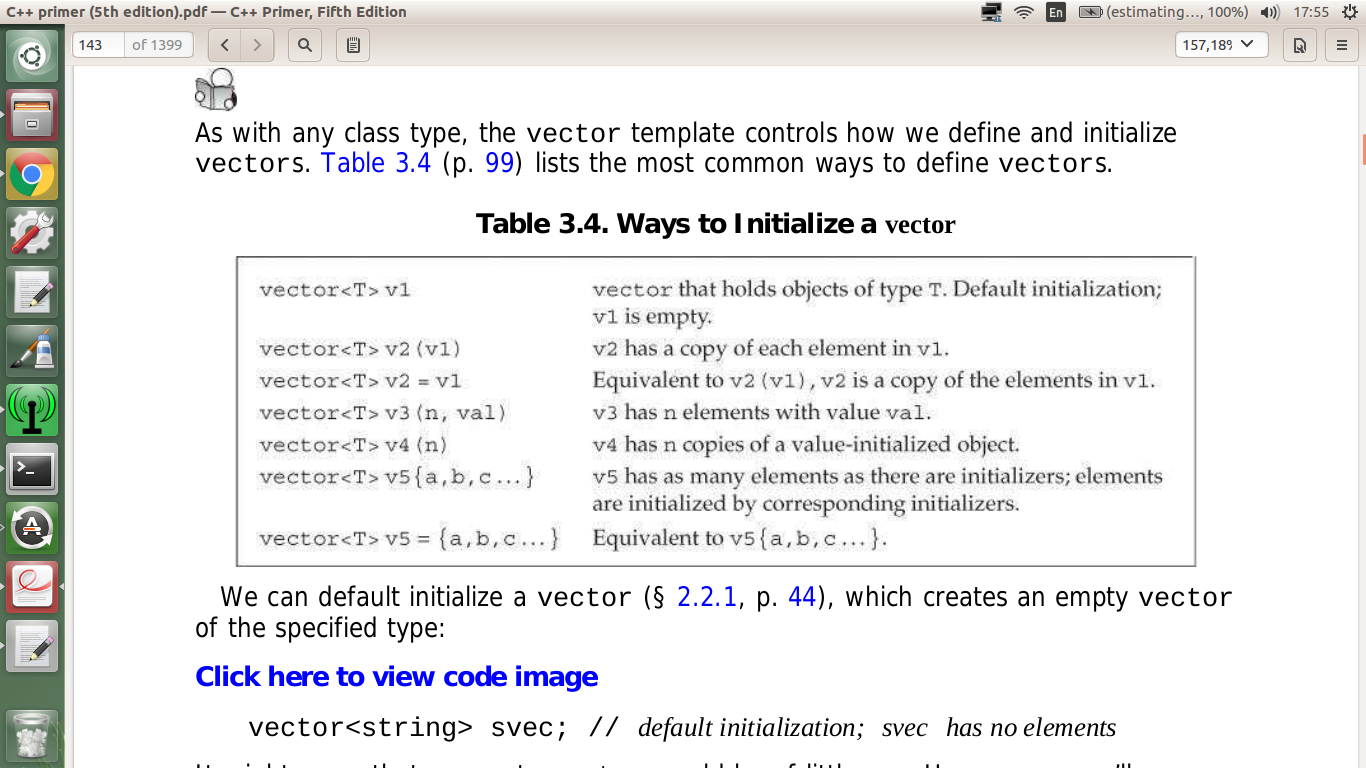 C++ primer (5th edition).pdf — C++ Primer, Fifth Edition
En
(estimating…, 100%)
17:55
143
of 1399
157,18%
As with any class type, the vector template controls how we define and initialize
vectors. Table 3.4 (p. 99) lists the most common ways to define vectors.
Table 3.4. Ways to Initialize a vector
vector<T> v1 vector that holds objects of type T. Default initialization;
v1 is empty.
vector<T> v2(v1) v2 has a copy of each element in v1.
vector<T> v2 = v1 Equivalent to v2(v1), v2 is a copy of the elements in v1.
vector<T> v3(n, val) v3 has n elements with value val.
vector<T> v4(n) v4 has n copies of a value-initialized object.
vector<T> v5{a,b,c...} v5 has as many elements as there are initializers; elements
are initialized by corresponding initializers.
vector<T> v5 = {a,b,c...} Equivalent to v5{a,b,c...}.
We can default initialize a vector (§ 2.2.1, p. 44), which creates an empty vector
of the specified type:
Click here to view code image
vector<string> svec; // default initialization; svec has no elements